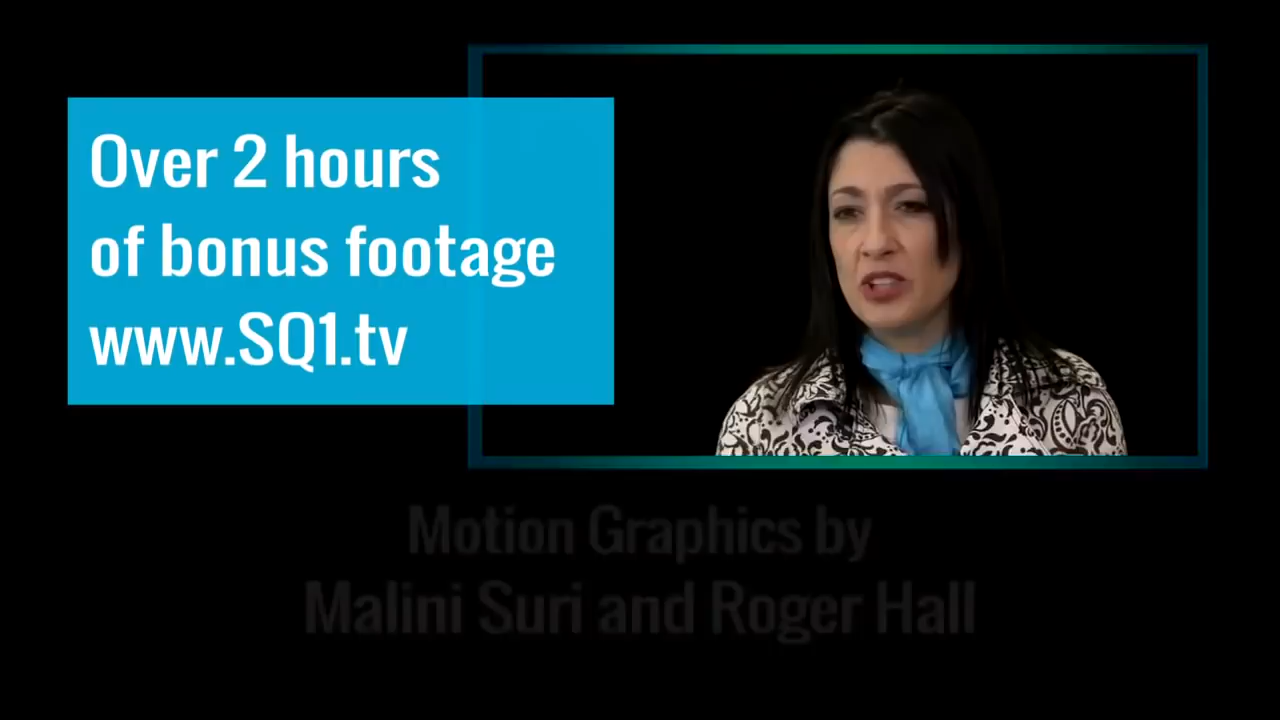 Over 2 hours
of bonus footage
www.SQ1.tv
Motion Graphics by
Malini Suri and Roger Hall